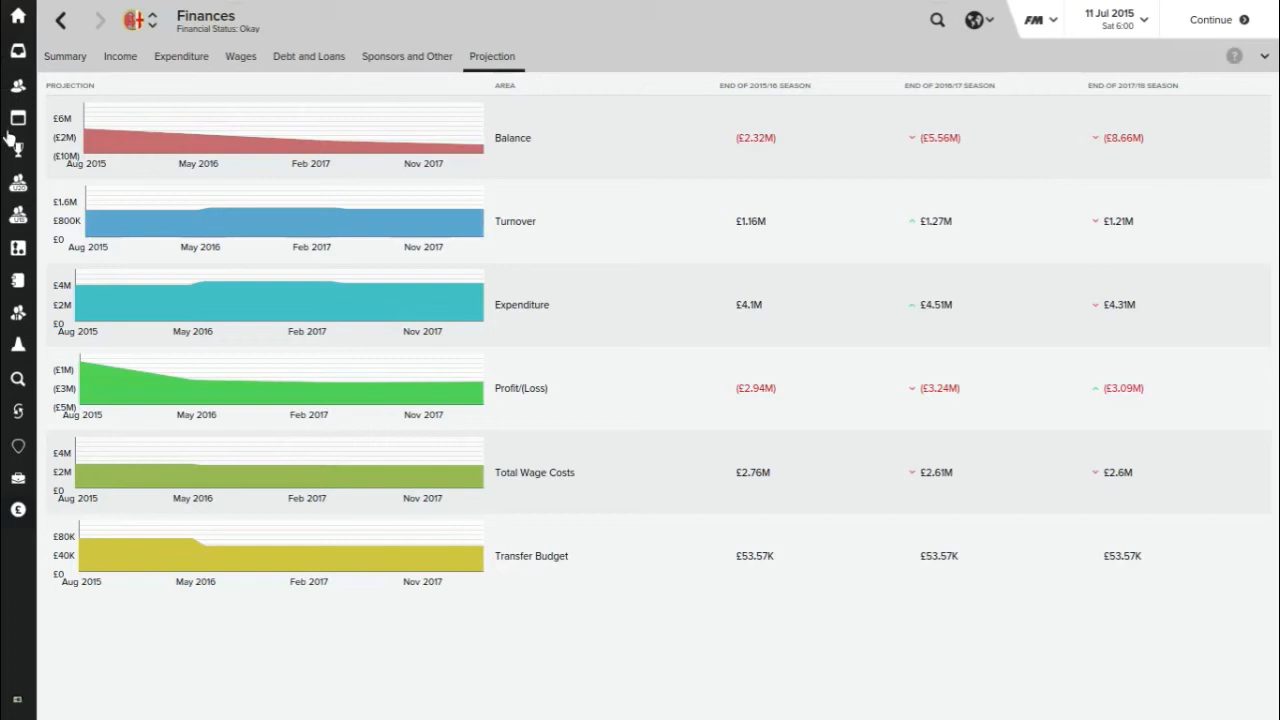 Finances
Financial Status: Okay
FM
11 Jul 2015
Sat 6:00
Continue
Summary Income Expenditure Wages Debt and Loans Sponsors and Other Projection
?
PROJECTION AREA END OF 2015/16 SEASON END OF 2016/17 SEASON END OF 2017/18 SEASON
£6M
(£2M)
(£10M)
Aug 2015 May 2016 Feb 2017 Nov 2017
Balance (£2.32M) (£5.56M) (£8.66M)
£1.6M
£800K
£0
Aug 2015 May 2016 Feb 2017 Nov 2017
Turnover £1.16M £1.27M £1.21M
£4M
£2M
£0
Aug 2015 May 2016 Feb 2017 Nov 2017
Expenditure £4.1M £4.51M £4.31M
(£1M)
(£3M)
(£5M)
Aug 2015 May 2016 Feb 2017 Nov 2017
Profit/(Loss) (£2.94M) (£3.24M) (£3.09M)
£4M
£2M
£0
Aug 2015 May 2016 Feb 2017 Nov 2017
Total Wage Costs £2.76M £2.61M £2.6M
£80K
£40K
£0
Aug 2015 May 2016 Feb 2017 Nov 2017
Transfer Budget £53.57K £53.57K £53.57K